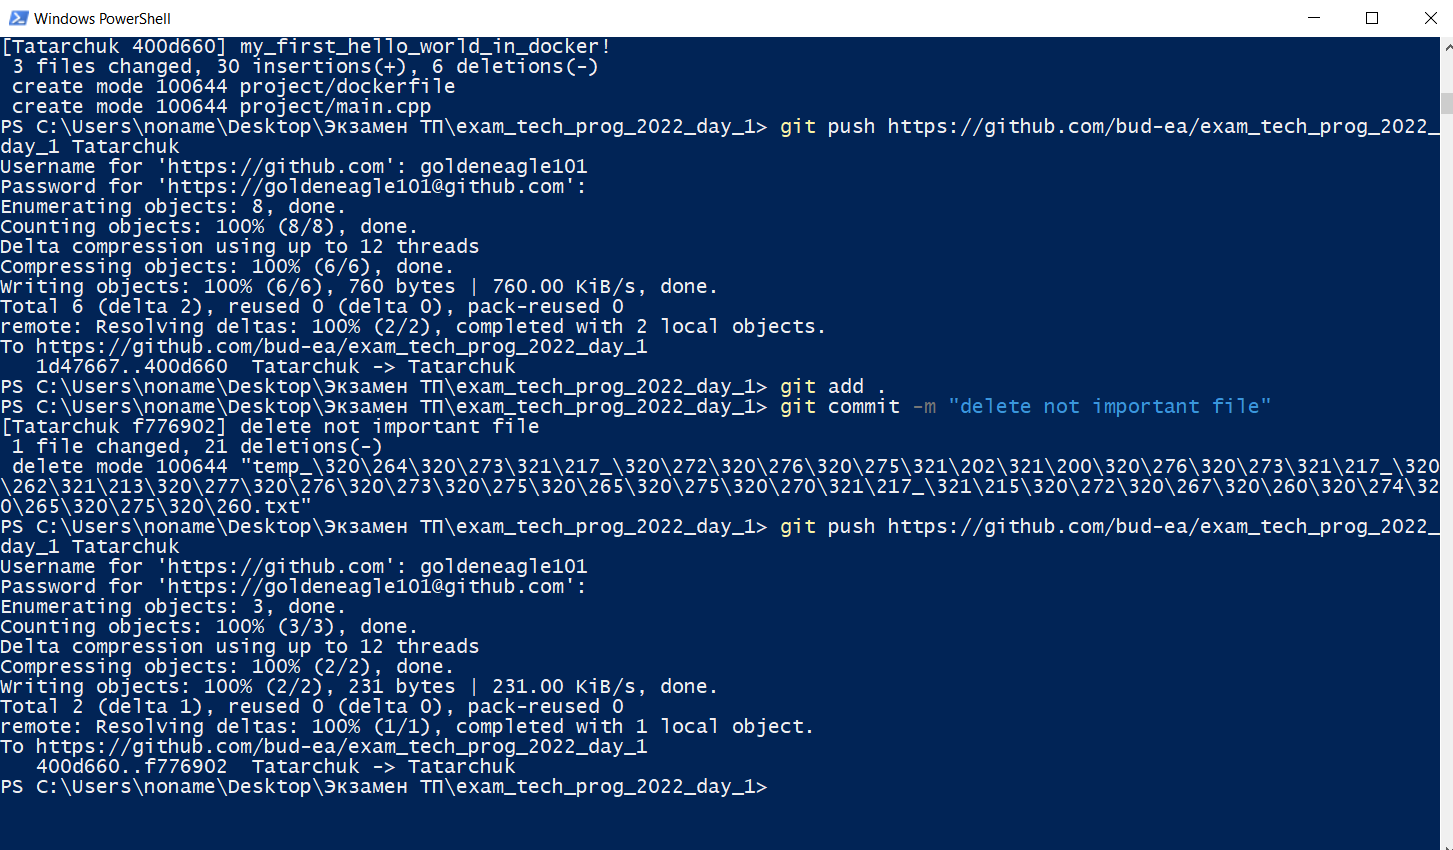 Windows PowerShell
[Tatarchuk 400d660] my_first_hello_world_in_docker!
 3 files changed, 30 insertions(+), 6 deletions(-)
 create mode 100644 project/dockerfile
 create mode 100644 project/main.cpp
PS C:\Users\noname\Desktop\Экзамен ТП\exam_tech_prog_2022_day_1> git push https://github.com/bud-ea/exam_tech_prog_2022_
day_1 Tatarchuk
Username for 'https://github.com': goldeneagle101
Password for 'https://goldeneagle101@github.com':
Enumerating objects: 8, done.
Counting objects: 100% (8/8), done.
Delta compression using up to 12 threads
Compressing objects: 100% (6/6), done.
Writing objects: 100% (6/6), 760 bytes | 760.00 KiB/s, done.
Total 6 (delta 2), reused 0 (delta 0), pack-reused 0
remote: Resolving deltas: 100% (2/2), completed with 2 local objects.
To https://github.com/bud-ea/exam_tech_prog_2022_day_1
   1d47667..400d660  Tatarchuk -> Tatarchuk
PS C:\Users\noname\Desktop\Экзамен ТП\exam_tech_prog_2022_day_1> git add .
PS C:\Users\noname\Desktop\Экзамен ТП\exam_tech_prog_2022_day_1> git commit -m "delete not important file"
[Tatarchuk f776902] delete not important file
 1 file changed, 21 deletions(-)
 delete mode 100644 "temp_\320\264\320\273\321\217_\320\272\320\276\320\275\321\202\321\200\320\276\320\273\321\217_\320
\262\321\213\320\277\320\276\320\273\320\275\320\265\320\275\320\270\321\217_\321\215\320\272\320\267\320\260\320\274\32
0\265\320\275\320\260.txt"
PS C:\Users\noname\Desktop\Экзамен ТП\exam_tech_prog_2022_day_1> git push https://github.com/bud-ea/exam_tech_prog_2022_
day_1 Tatarchuk
Username for 'https://github.com': goldeneagle101
Password for 'https://goldeneagle101@github.com':
Enumerating objects: 3, done.
Counting objects: 100% (3/3), done.
Delta compression using up to 12 threads
Compressing objects: 100% (2/2), done.
Writing objects: 100% (2/2), 231 bytes | 231.00 KiB/s, done.
Total 2 (delta 1), reused 0 (delta 0), pack-reused 0
remote: Resolving deltas: 100% (1/1), completed with 1 local object.
To https://github.com/bud-ea/exam_tech_prog_2022_day_1
   400d660..f776902  Tatarchuk -> Tatarchuk
PS C:\Users\noname\Desktop\Экзамен ТП\exam_tech_prog_2022_day_1>